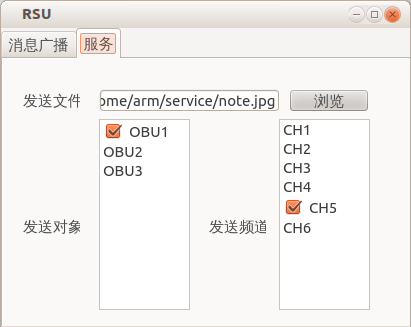 RSU
消息广播 服务
发送文件 ome/arm/service/note.jpg 浏览
OBU1
OBU2
OBU3
发送对象
发送频道
CH1
CH2
CH3
CH4
CH5
CH6